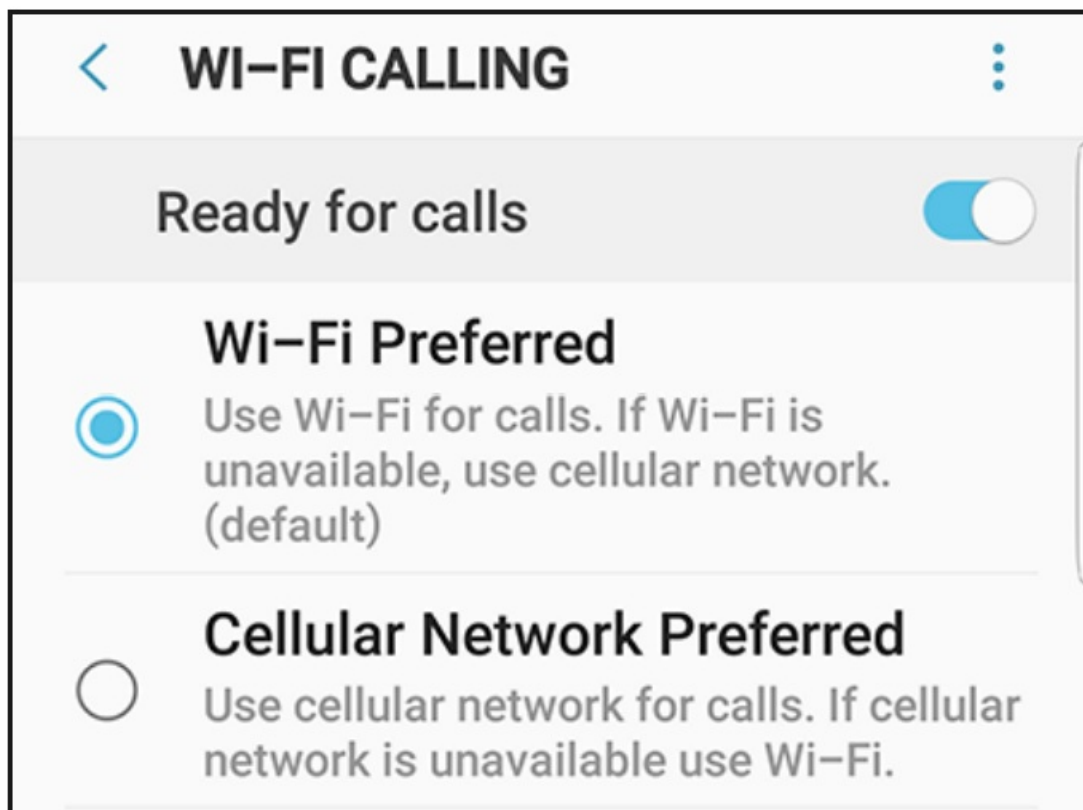 WI–FI CALLING
Ready for calls
Wi–Fi Preferred
Use Wi–Fi for calls. If Wi–Fi is
unavailable, use cellular network.
(default)
Cellular Network Preferred
Use cellular network for calls. If cellular
network is unavailable use Wi–Fi.